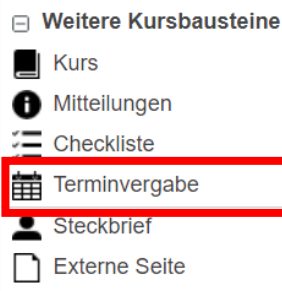 Weitere Kursbausteine
Kurs
Mitteilungen
Checkliste
Terminvergabe
Steckbrief
Externe Seite